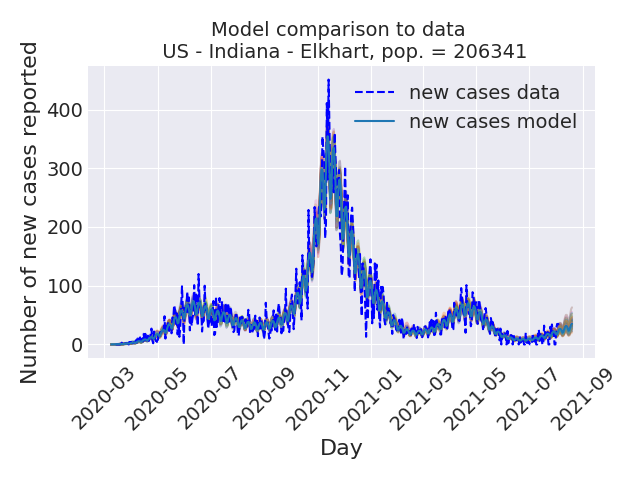 Model comparison to data
US - Indiana - Elkhart, pop. = 206341
Number of new cases reported
400
300
200
100
0
new cases data
new cases model
2020-03
2020-05
2020-07
2020-09
2020-11
2021-01
2021-03
2021-05
2021-07
2021-09
Day